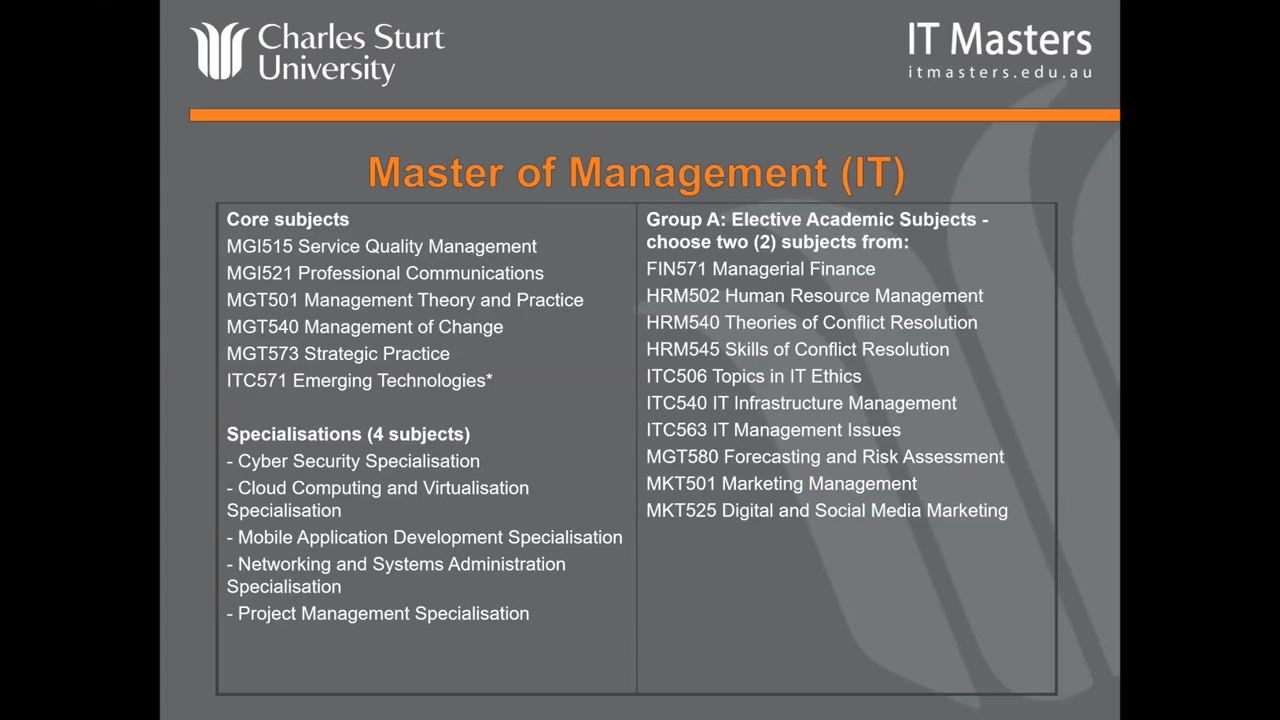 Charles Sturt
University
IT Masters
itmasters.edu.au
Master of Management (IT)
Core subjects
MGI515 Service Quality Management
MGI521 Professional Communications
MGT501 Management Theory and Practice
MGT540 Management of Change
MGT573 Strategic Practice
ITC571 Emerging Technologies*
Specialisations (4 subjects)
- Cyber Security Specialisation
- Cloud Computing and Virtualisation
Specialisation
- Mobile Application Development Specialisation
- Networking and Systems Administration
Specialisation
- Project Management Specialisation
Group A: Elective Academic Subjects -
choose two (2) subjects from:
FIN571 Managerial Finance
HRM502 Human Resource Management
HRM540 Theories of Conflict Resolution
HRM545 Skills of Conflict Resolution
ITC506 Topics in IT Ethics
ITC540 IT Infrastructure Management
ITC563 IT Management Issues
MGT580 Forecasting and Risk Assessment
MKT501 Marketing Management
MKT525 Digital and Social Media Marketing